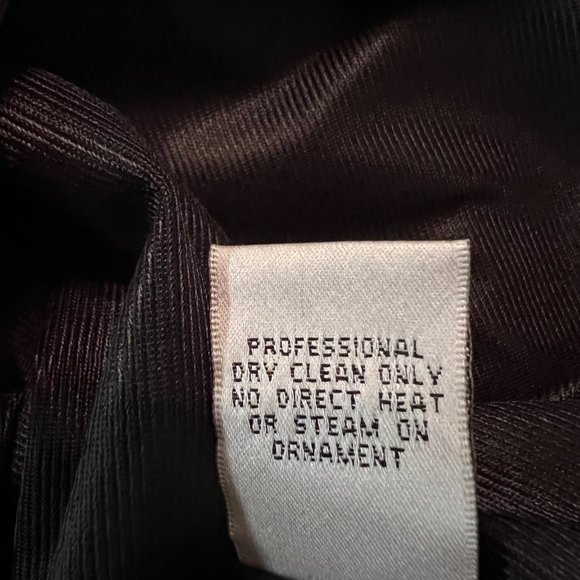 PROFESSIONAL
DRY CLEAN ONLY
NO DIRECT HEAT
OR STEAM ON
ORNAMENT